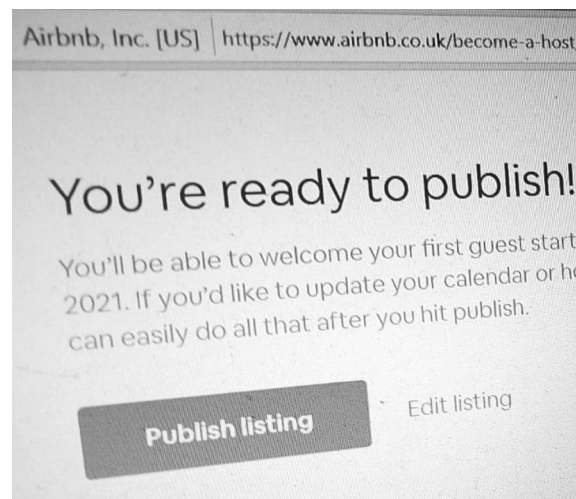 Airbnb, Inc. [US] https://www.airbnb.co.uk/become-a-host
You're ready to publish!
You'll be able to welcome your first guest start
2021. If you'd like to update your calendar or ho
can easily do all that after you hit publish.
Publish listing Edit listing